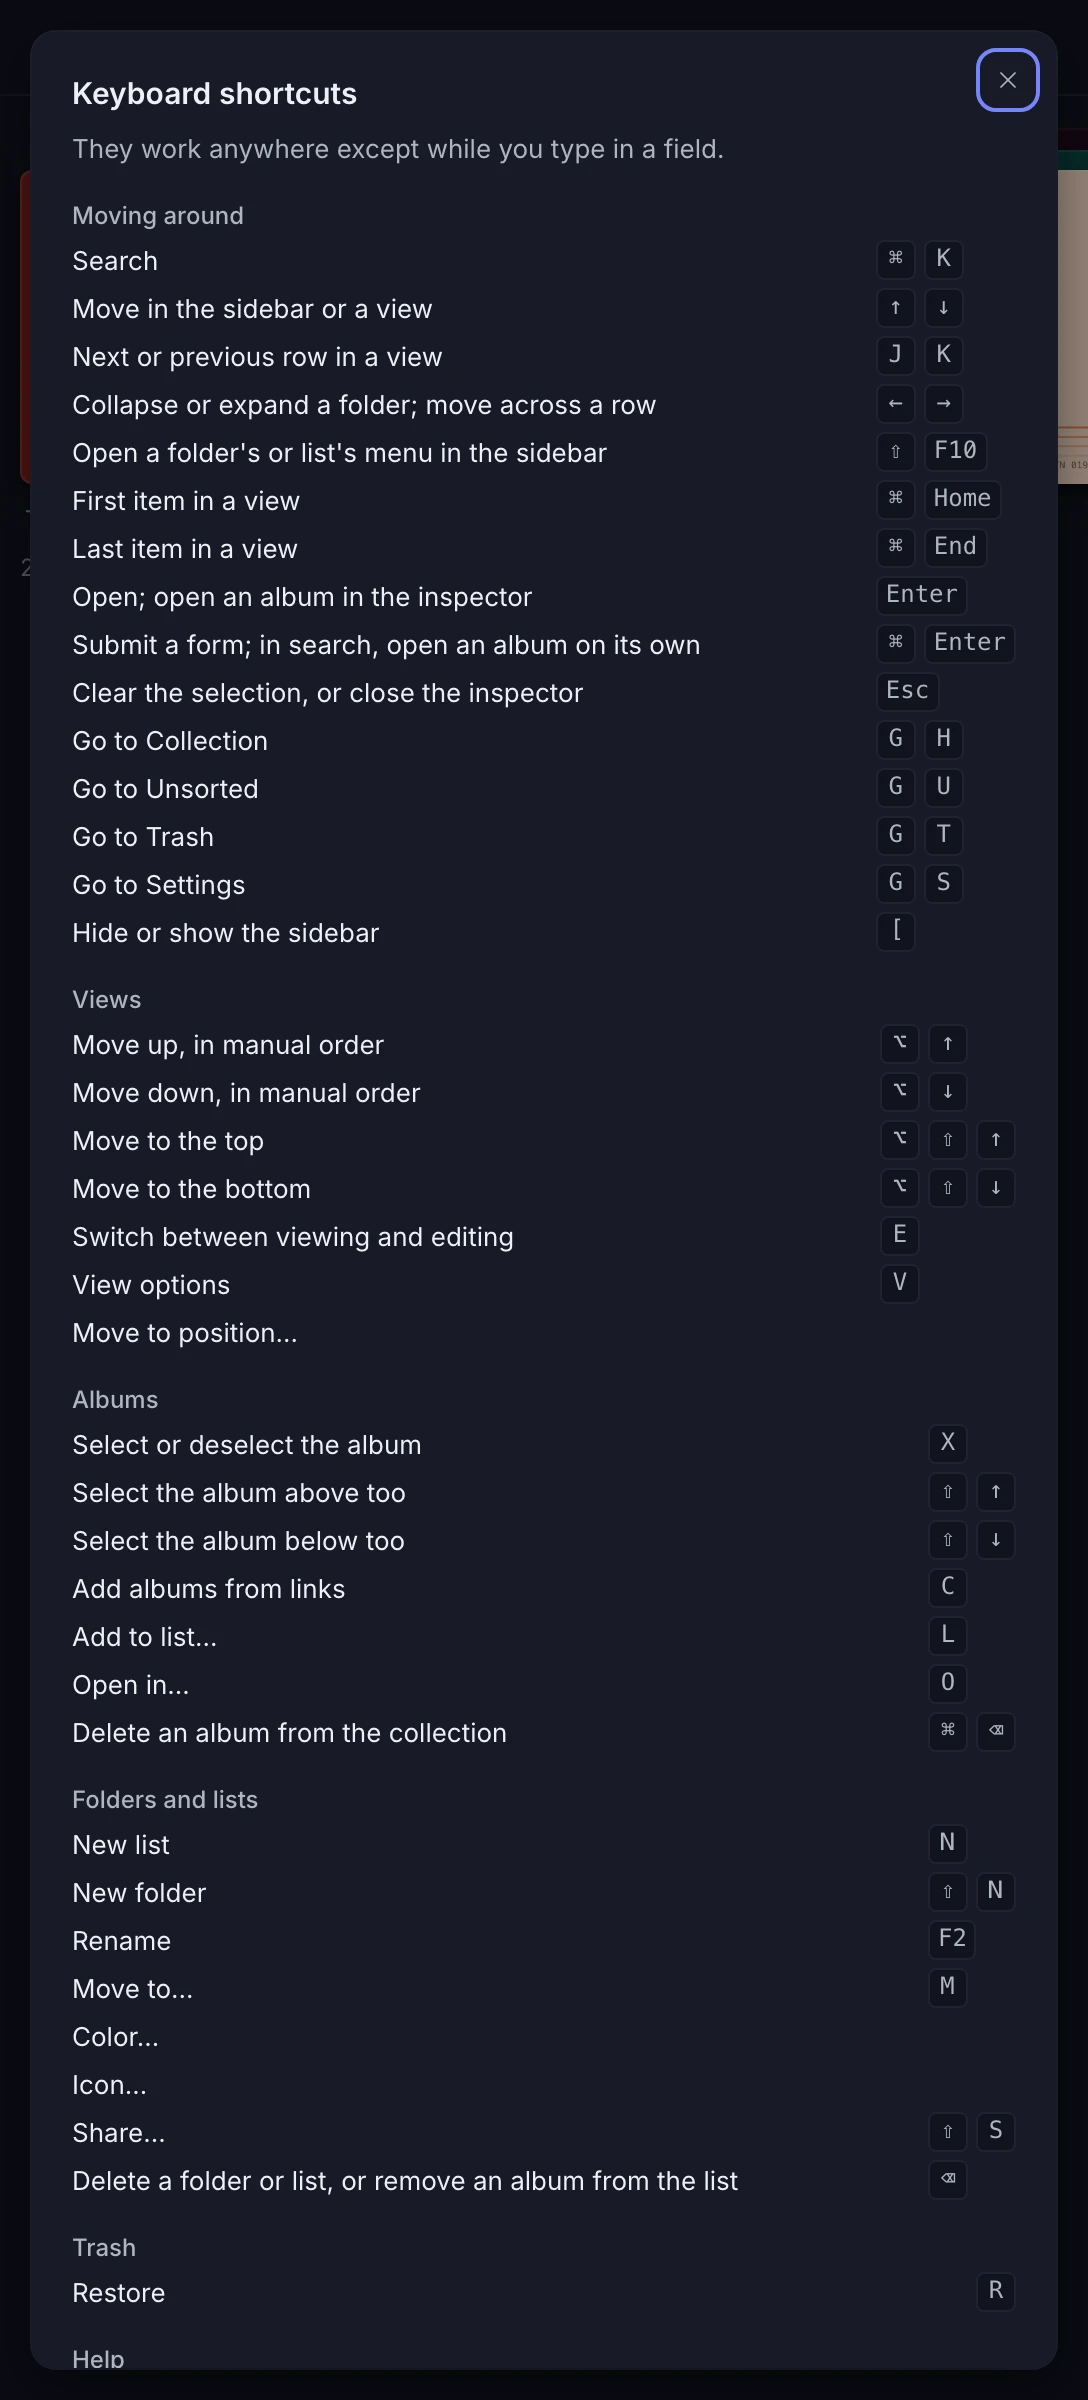 Keyboard shortcuts
They work anywhere except while you type in a field.
Moving around
Search ⌘ K
Move in the sidebar or a view ↑ ↓
Next or previous row in a view J K
Collapse or expand a folder; move across a row ← →
Open a folder's or list's menu in the sidebar ⇧ F10
First item in a view ⌘ Home
Last item in a view ⌘ End
Open; open an album in the inspector Enter
Submit a form; in search, open an album on its own ⌘ Enter
Clear the selection, or close the inspector Esc
Go to Collection G H
Go to Unsorted G U
Go to Trash G T
Go to Settings G S
Hide or show the sidebar [
Views
Move up, in manual order ⌥ ↑
Move down, in manual order ⌥ ↓
Move to the top ⌥ ⇧ ↑
Move to the bottom ⌥ ⇧ ↓
Switch between viewing and editing E
View options V
Move to position...
Albums
Select or deselect the album X
Select the album above too ⇧ ↑
Select the album below too ⇧ ↓
Add albums from links C
Add to list... L
Open in... O
Delete an album from the collection ⌘ ⌫
Folders and lists
New list N
New folder ⇧ N
Rename F2
Move to... M
Color...
Icon...
Share... ⇧ S
Delete a folder or list, or remove an album from the list ⌫
Trash
Restore R
Help